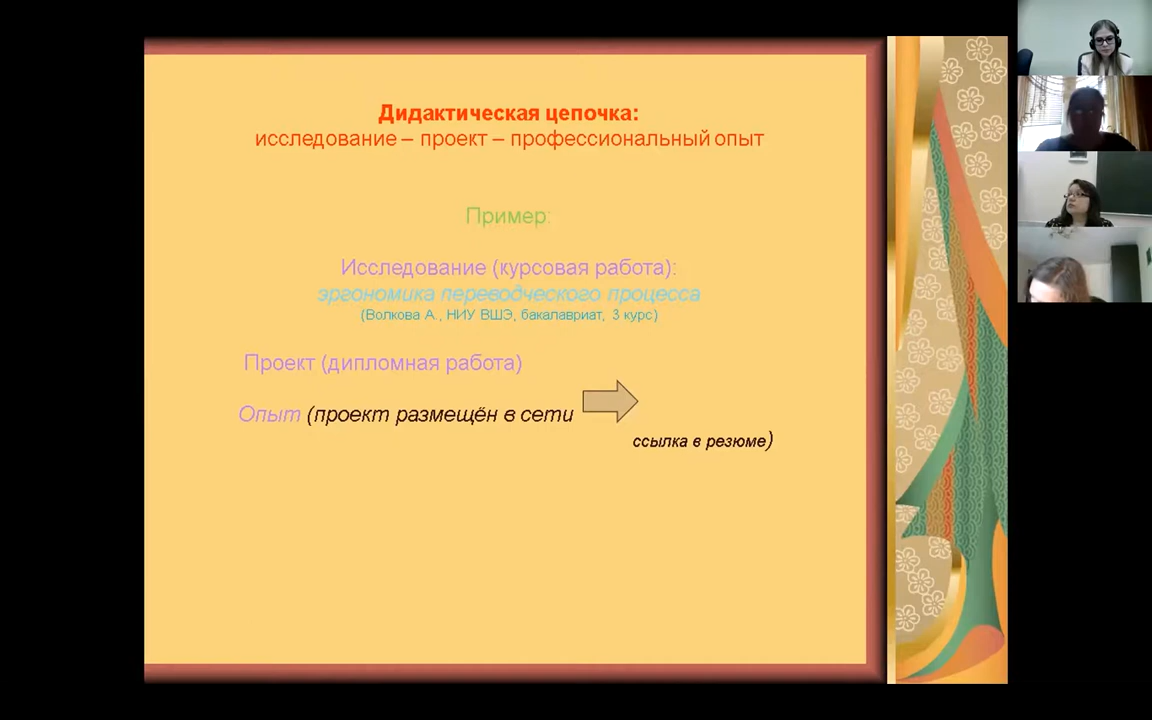 Дидактическая цепочка:
исследование – проект – профессиональный опыт
Пример:
Исследование (курсовая работа):
эргономика переводческого процесса
(Волкова А., НИУ ВШЭ, бакалавриат, 3 курс)
Проект (дипломная работа)
Опыт (проект размещён в сети
ссылка в резюме)